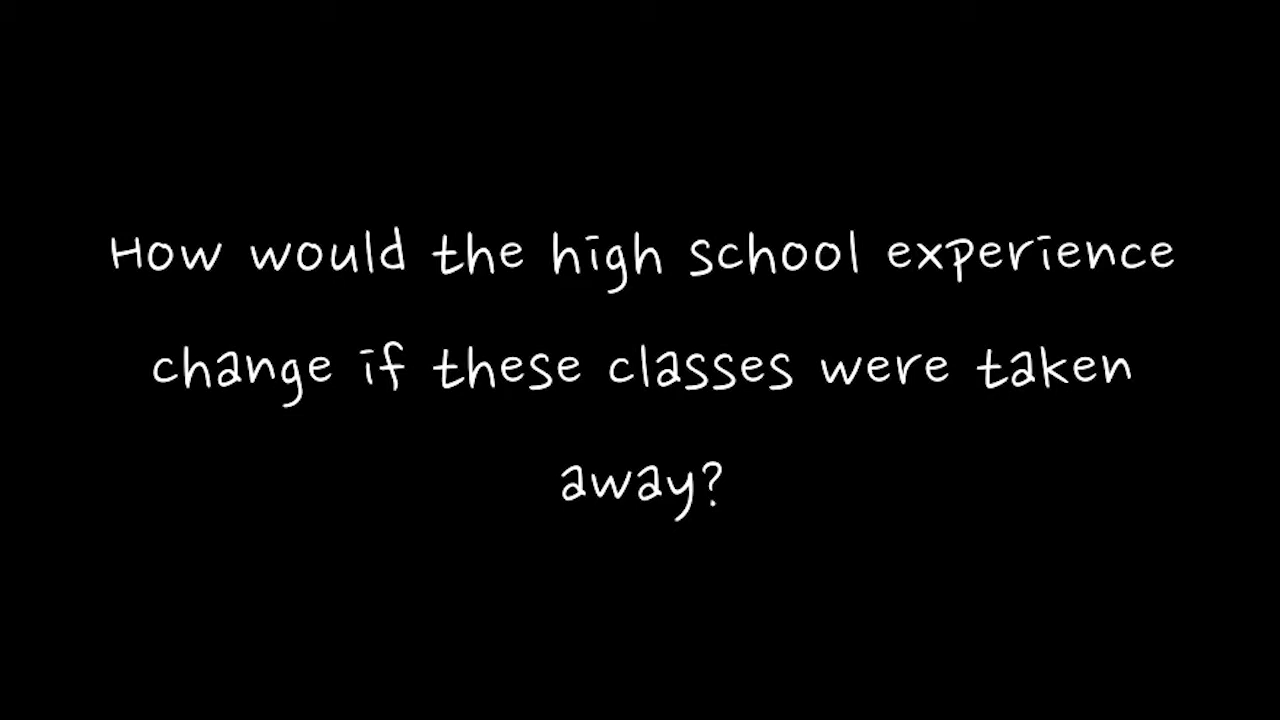 How would the high school experience
change if these classes were taken
away?